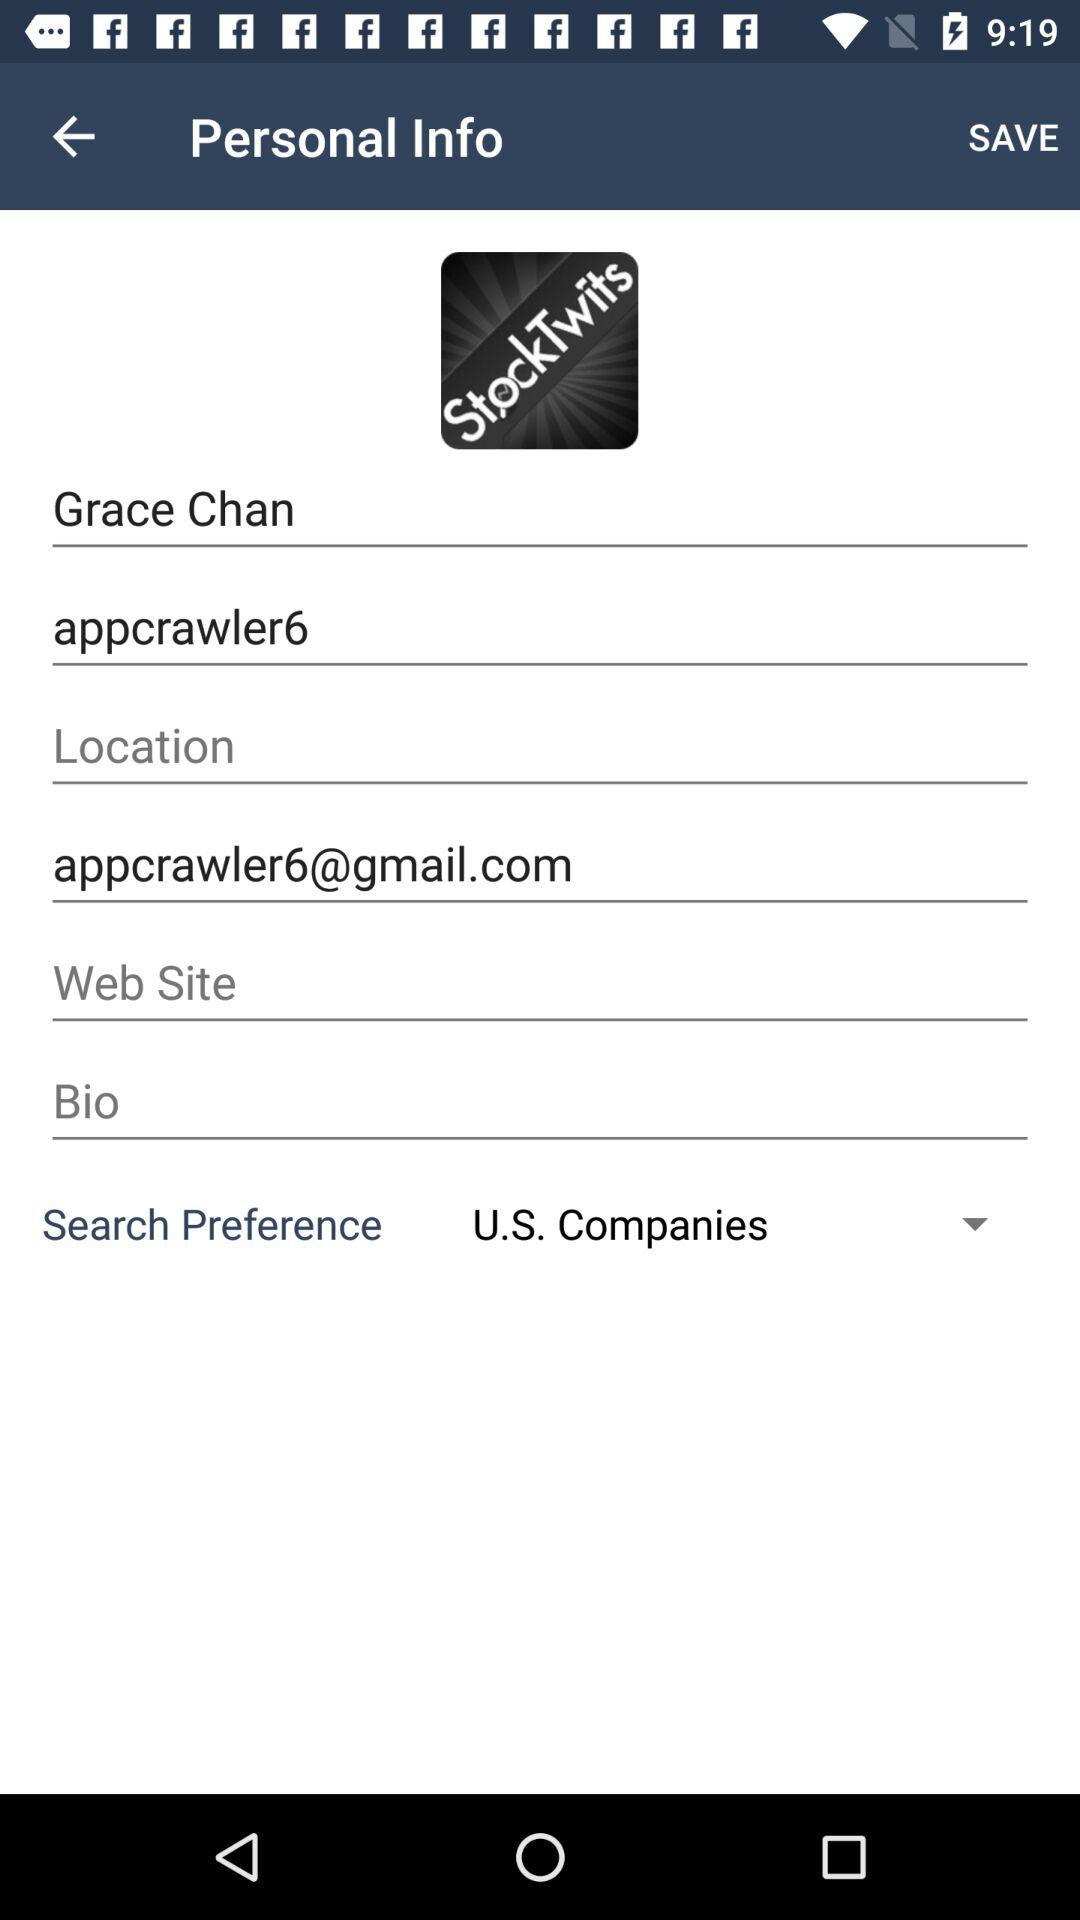 9:19
Personal Info
SAVE
StockTwits
Grace Chan
appcrawler6
Location
appcrawler6@gmail.com
Web Site
Bio
Search Preference U.S. Companies